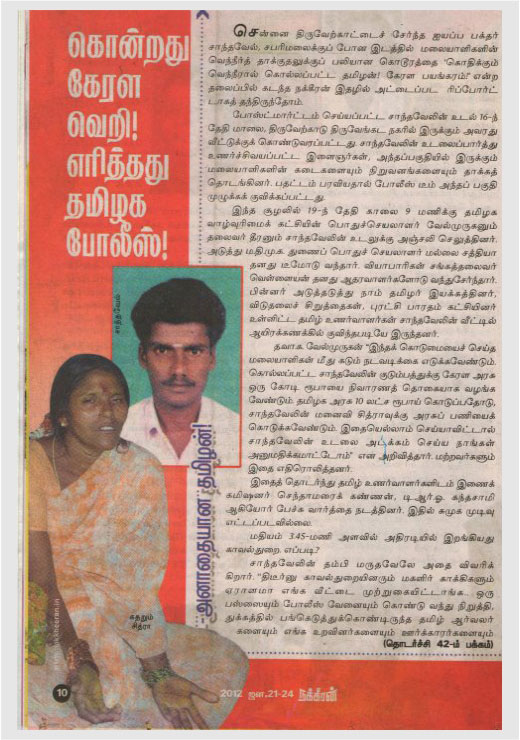 கொன்றது
கேரள
வெறி!
எரித்தது
தமிழக
போலீஸ்!
சாந்தவேல்
அனாதையான தமிழன்!
கதறும்
சித்ரா
சென்னை திருவேற்காட்டைச் சேர்ந்த ஐயப்ப பக்தர்
சாந்தவேல், சபரிமலைக்குப் போன இடத்தில் மலையாளிகளின்
வெந்நீர்த் தாக்குதலுக்குப் பலியான கொடூரத்தை 'கொதிக்கும்
வெந்நீரால் கொல்லப்பட்ட தமிழன்! கேரள பயங்கரம்!' என்ற
தலைப்பில் கடந்த நக்கீரன் இதழில் அட்டைப்பட ரிப்போர்ட்
டாகத் தந்திருந்தோம்.
போஸ்ட்மார்ட்டம் செய்யப்பட்ட சாந்தவேலின் உடல் 16-ந்
தேதி மாலை, திருவேற்காடு திருவேங்கட நகரில் இருக்கும் அவரது
வீட்டுக்குக் கொண்டுவரப்பட்டது. சாந்தவேலின் உடலைப்பார்த்து
உணர்ச்சிவயப்பட்ட இளைஞர்கள், அந்தப்பகுதியில் இருக்கும்
மலையாளிகளின் கடைகளையும் நிறுவனங்களையும் தாக்கத்
தொடங்கினர். பதட்டம் பரவியதால் போலீஸ் டீம் அந்தப் பகுதி
முழுக்கக் குவிக்கப்பட்டது.
இந்த சூழலில் 19-ந் தேதி காலை 9 மணிக்கு தமிழக
வாழ்வுரிமைக் கட்சியின் பொதுச்செயலாளர் வேல்முருகனும்
தலைவர் தீரனும் சாந்தவேலின் உடலுக்கு அஞ்சலி செலுத்தினர்.
அடுத்து ம.தி.மு.க. துணைப் பொதுச் செயலாளர் மல்லை சத்யா
தனது டீமோடு வந்தார். வியாபாரிகள் சங்கத்தலைவர்
வெள்ளையன் தனது ஆதரவாளர்களோடு வந்துசேர்ந்தார்.
பின்னர் அடுத்தடுத்து நாம் தமிழர் இயக்கத்தினர்,
விடுதலைச் சிறுத்தைகள், புரட்சி பாரதம் கட்சியினர்
உள்ளிட்ட தமிழ் உணர்வாளர்கள் சாந்தவேலின் வீட்டில்
ஆயிரக்கணக்கில் குவிந்தபடியே இருந்தனர்.
த.வா.க. வேல்முருகன் "இந்தக் கொடுமையைச் செய்த
மலையாளிகள் மீது கடும் நடவடிக்கை எடுக்கவேண்டும்.
கொல்லப்பட்ட சாந்தவேலின் குடும்பத்துக்கு கேரள அரசு
ஒரு கோடி ரூபாயை நிவாரணத் தொகையாக வழங்க
வேண்டும். தமிழக அரசு 10 லட்ச ரூபாய் கொடுப்பதோடு,
சாந்தவேலின் மனைவி சித்ராவுக்கு அரசுப் பணியைக்
கொடுக்கவேண்டும். இதையெல்லாம் செய்யாவிட்டால்
சாந்தவேலின் உடலை அடக்கம் செய்ய நாங்கள்
அனுமதிக்கமாட்டோம்" என அறிவித்தார். மற்றவர்களும்
இதை எதிரொலித்தனர்.
இதைத் தொடர்ந்து தமிழ் உணர்வாளர்களிடம் இணைக்
கமிஷனர் செந்தாமரைக் கண்ணன், டி.ஆர்.ஓ. கந்தசாமி
ஆகியோர் பேச்சு வார்த்தை நடத்தினர். இதில் சுமுக முடிவு
எட்டப்படவில்லை.
மதியம் 3.45-மணி அளவில் அதிரடியில் இறங்கியது
காவல்துறை. எப்படி?
சாந்தவேலின் தம்பி மருதவேலே அதை விவரிக்
கிறார். "திடீர்னு காவல்துறையினரும் மகளிர் காக்கிகளும்
ஏராளமா எங்க வீட்டை முற்றுகையிட்டாங்க.. ஒரு
பஸ்ஸையும் போலீஸ் வேனையும் கொண்டு வந்து நிறுத்தி,
துக்கத்தில் பங்கெடுத்துக்கொண்டிருந்த தமிழ் ஆர்வலர்
களையும் எங்க உறவினர்களையும் ஊர்க்காரர்களையும்
(தொடர்ச்சி 42-ம் பக்கம்)
10
2012 ஜன.21-24 நக்கீரன்